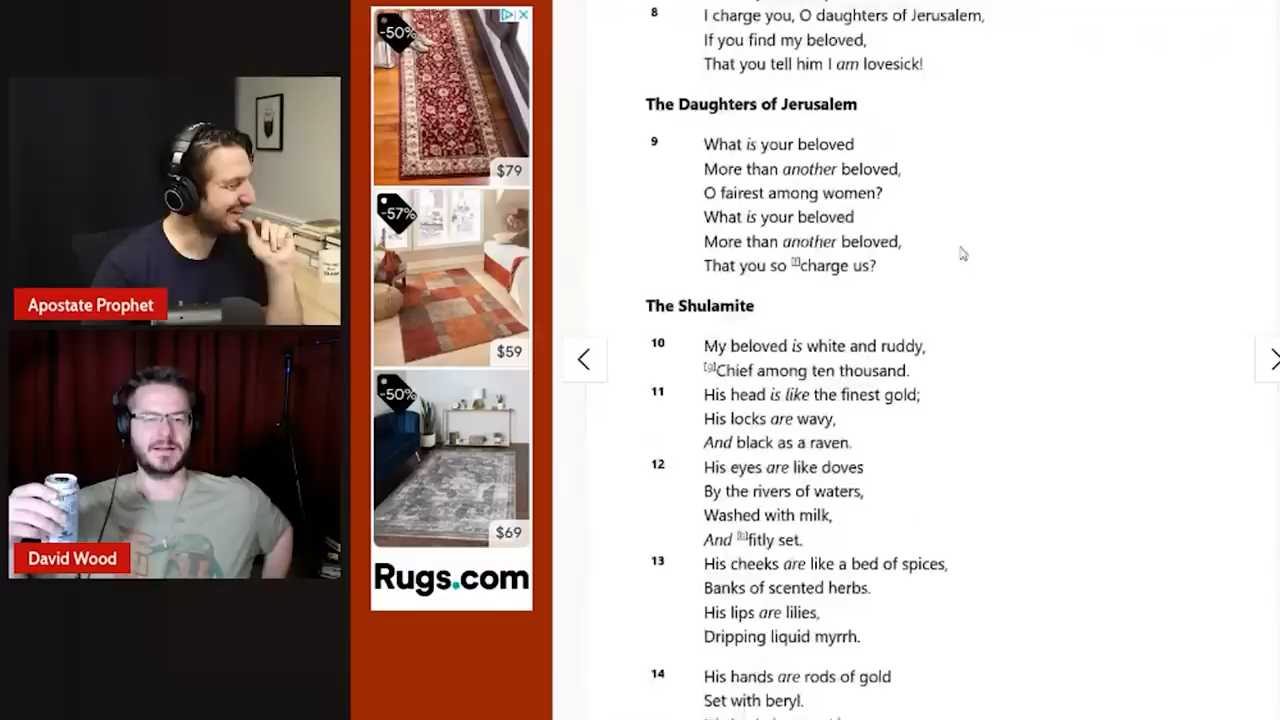 Apostate Prophet
David Wood
-50%
$79
-57%
$59
-50%
$69
Rugs.com
8 I charge you, O daughters of Jerusalem,
If you find my beloved,
That you tell him I am lovesick!
The Daughters of Jerusalem
9 What is your beloved
More than another beloved,
O fairest among women?
What is your beloved
More than another beloved,
That you so [f]charge us?
The Shulamite
10 My beloved is white and ruddy,
[g]Chief among ten thousand.
11 His head is like the finest gold;
His locks are wavy,
And black as a raven.
12 His eyes are like doves
By the rivers of waters,
Washed with milk,
And [h]fitly set.
13 His cheeks are like a bed of spices,
Banks of scented herbs.
His lips are lilies,
Dripping liquid myrrh.
14 His hands are rods of gold
Set with beryl.